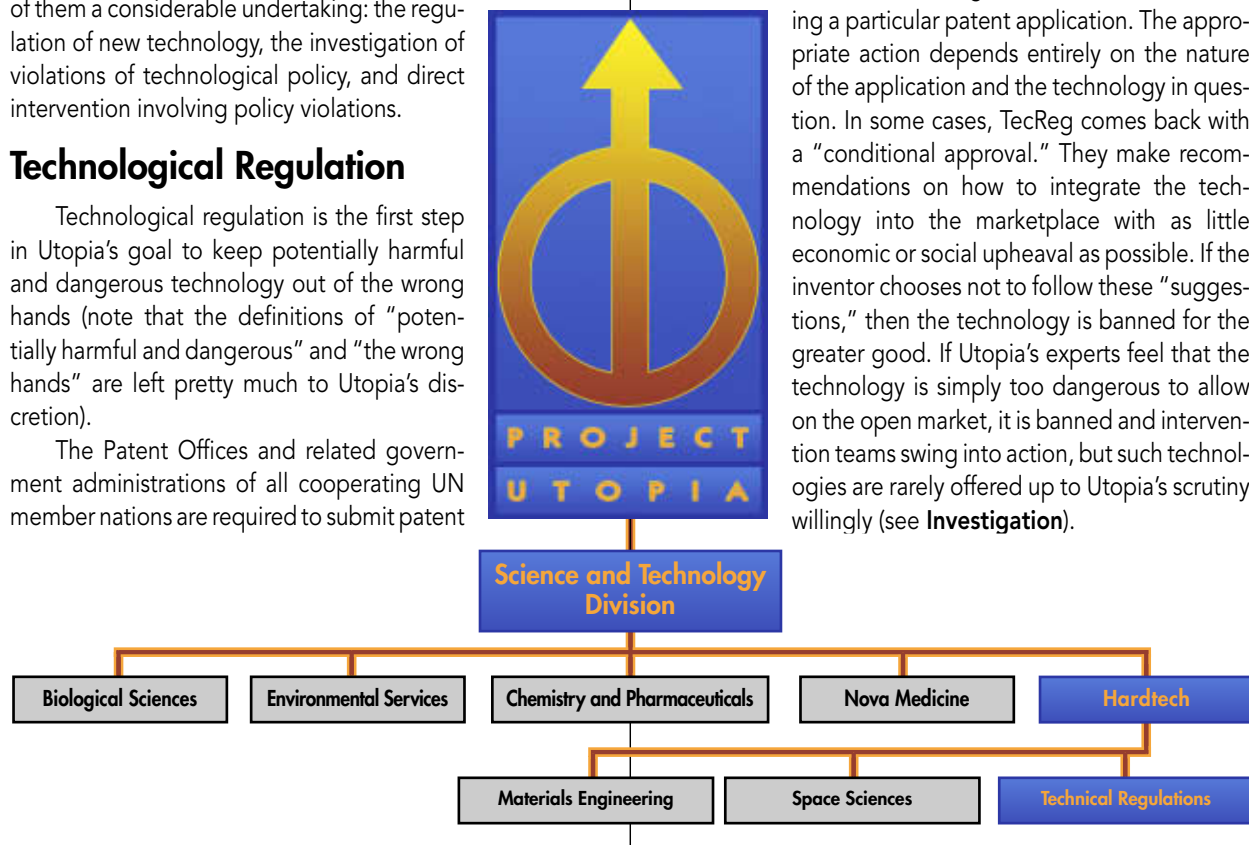 of them a considerable undertaking: the regu-
lation of new technology, the investigation of
violations of technological policy, and direct
intervention involving policy violations.
Technological Regulation
Technological regulation is the first step
in Utopia's goal to keep potentially harmful
and dangerous technology out of the wrong
hands (note that the definitions of "poten-
tially harmful and dangerous" and "the wrong
hands" are left pretty much to Utopia's dis-
cretion).
The Patent Offices and related govern-
ment administrations of all cooperating UN
member nations are required to submit patent
PROJECT
UTOPIA
ing a particular patent application. The appro-
priate action depends entirely on the nature
of the application and the technology in ques-
tion. In some cases, TecReg comes back with
a "conditional approval." They make recom-
mendations on how to integrate the tech-
nology into the marketplace with as little
economic or social upheaval as possible. If the
inventor chooses not to follow these "sugges-
tions," then the technology is banned for the
greater good. If Utopia's experts feel that the
technology is simply too dangerous to allow
on the open market, it is banned and interven-
tion teams swing into action, but such technol-
ogies are rarely offered up to Utopia's scrutiny
willingly (see Investigation).
Science and Technology
Division
Biological Sciences
Environmental Services
Chemistry and Pharmaceuticals
Nova Medicine
Hardtech
Materials Engineering
Space Sciences
Technical Regulations